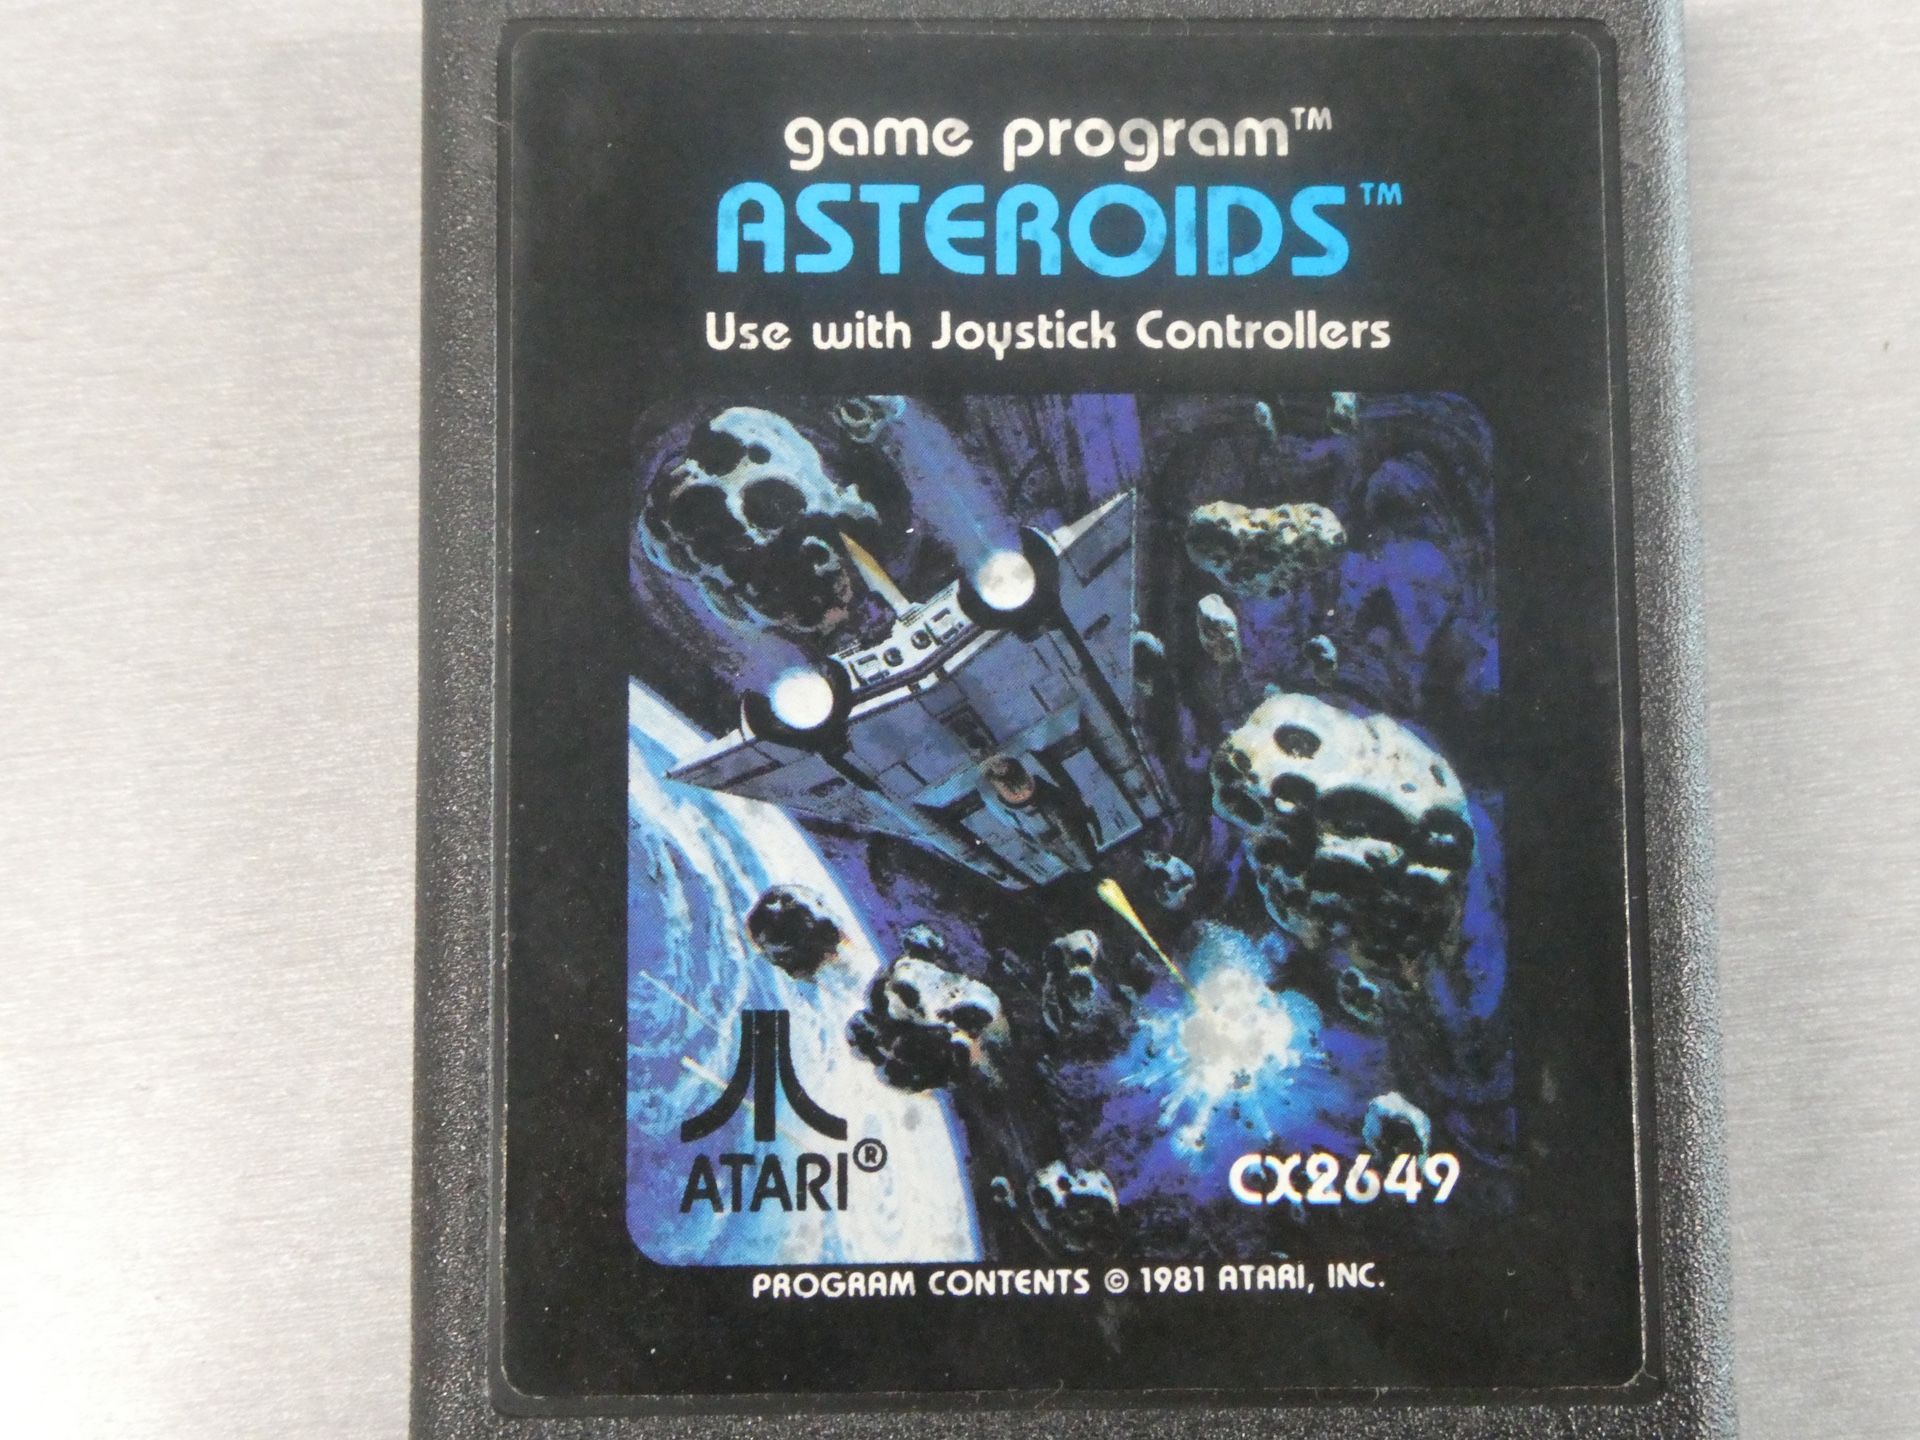 game program™
ASTEROIDS™
Use with Joystick Controllers
ATARI®
CX2649
PROGRAM CONTENTS © 1981 ATARI, INC.